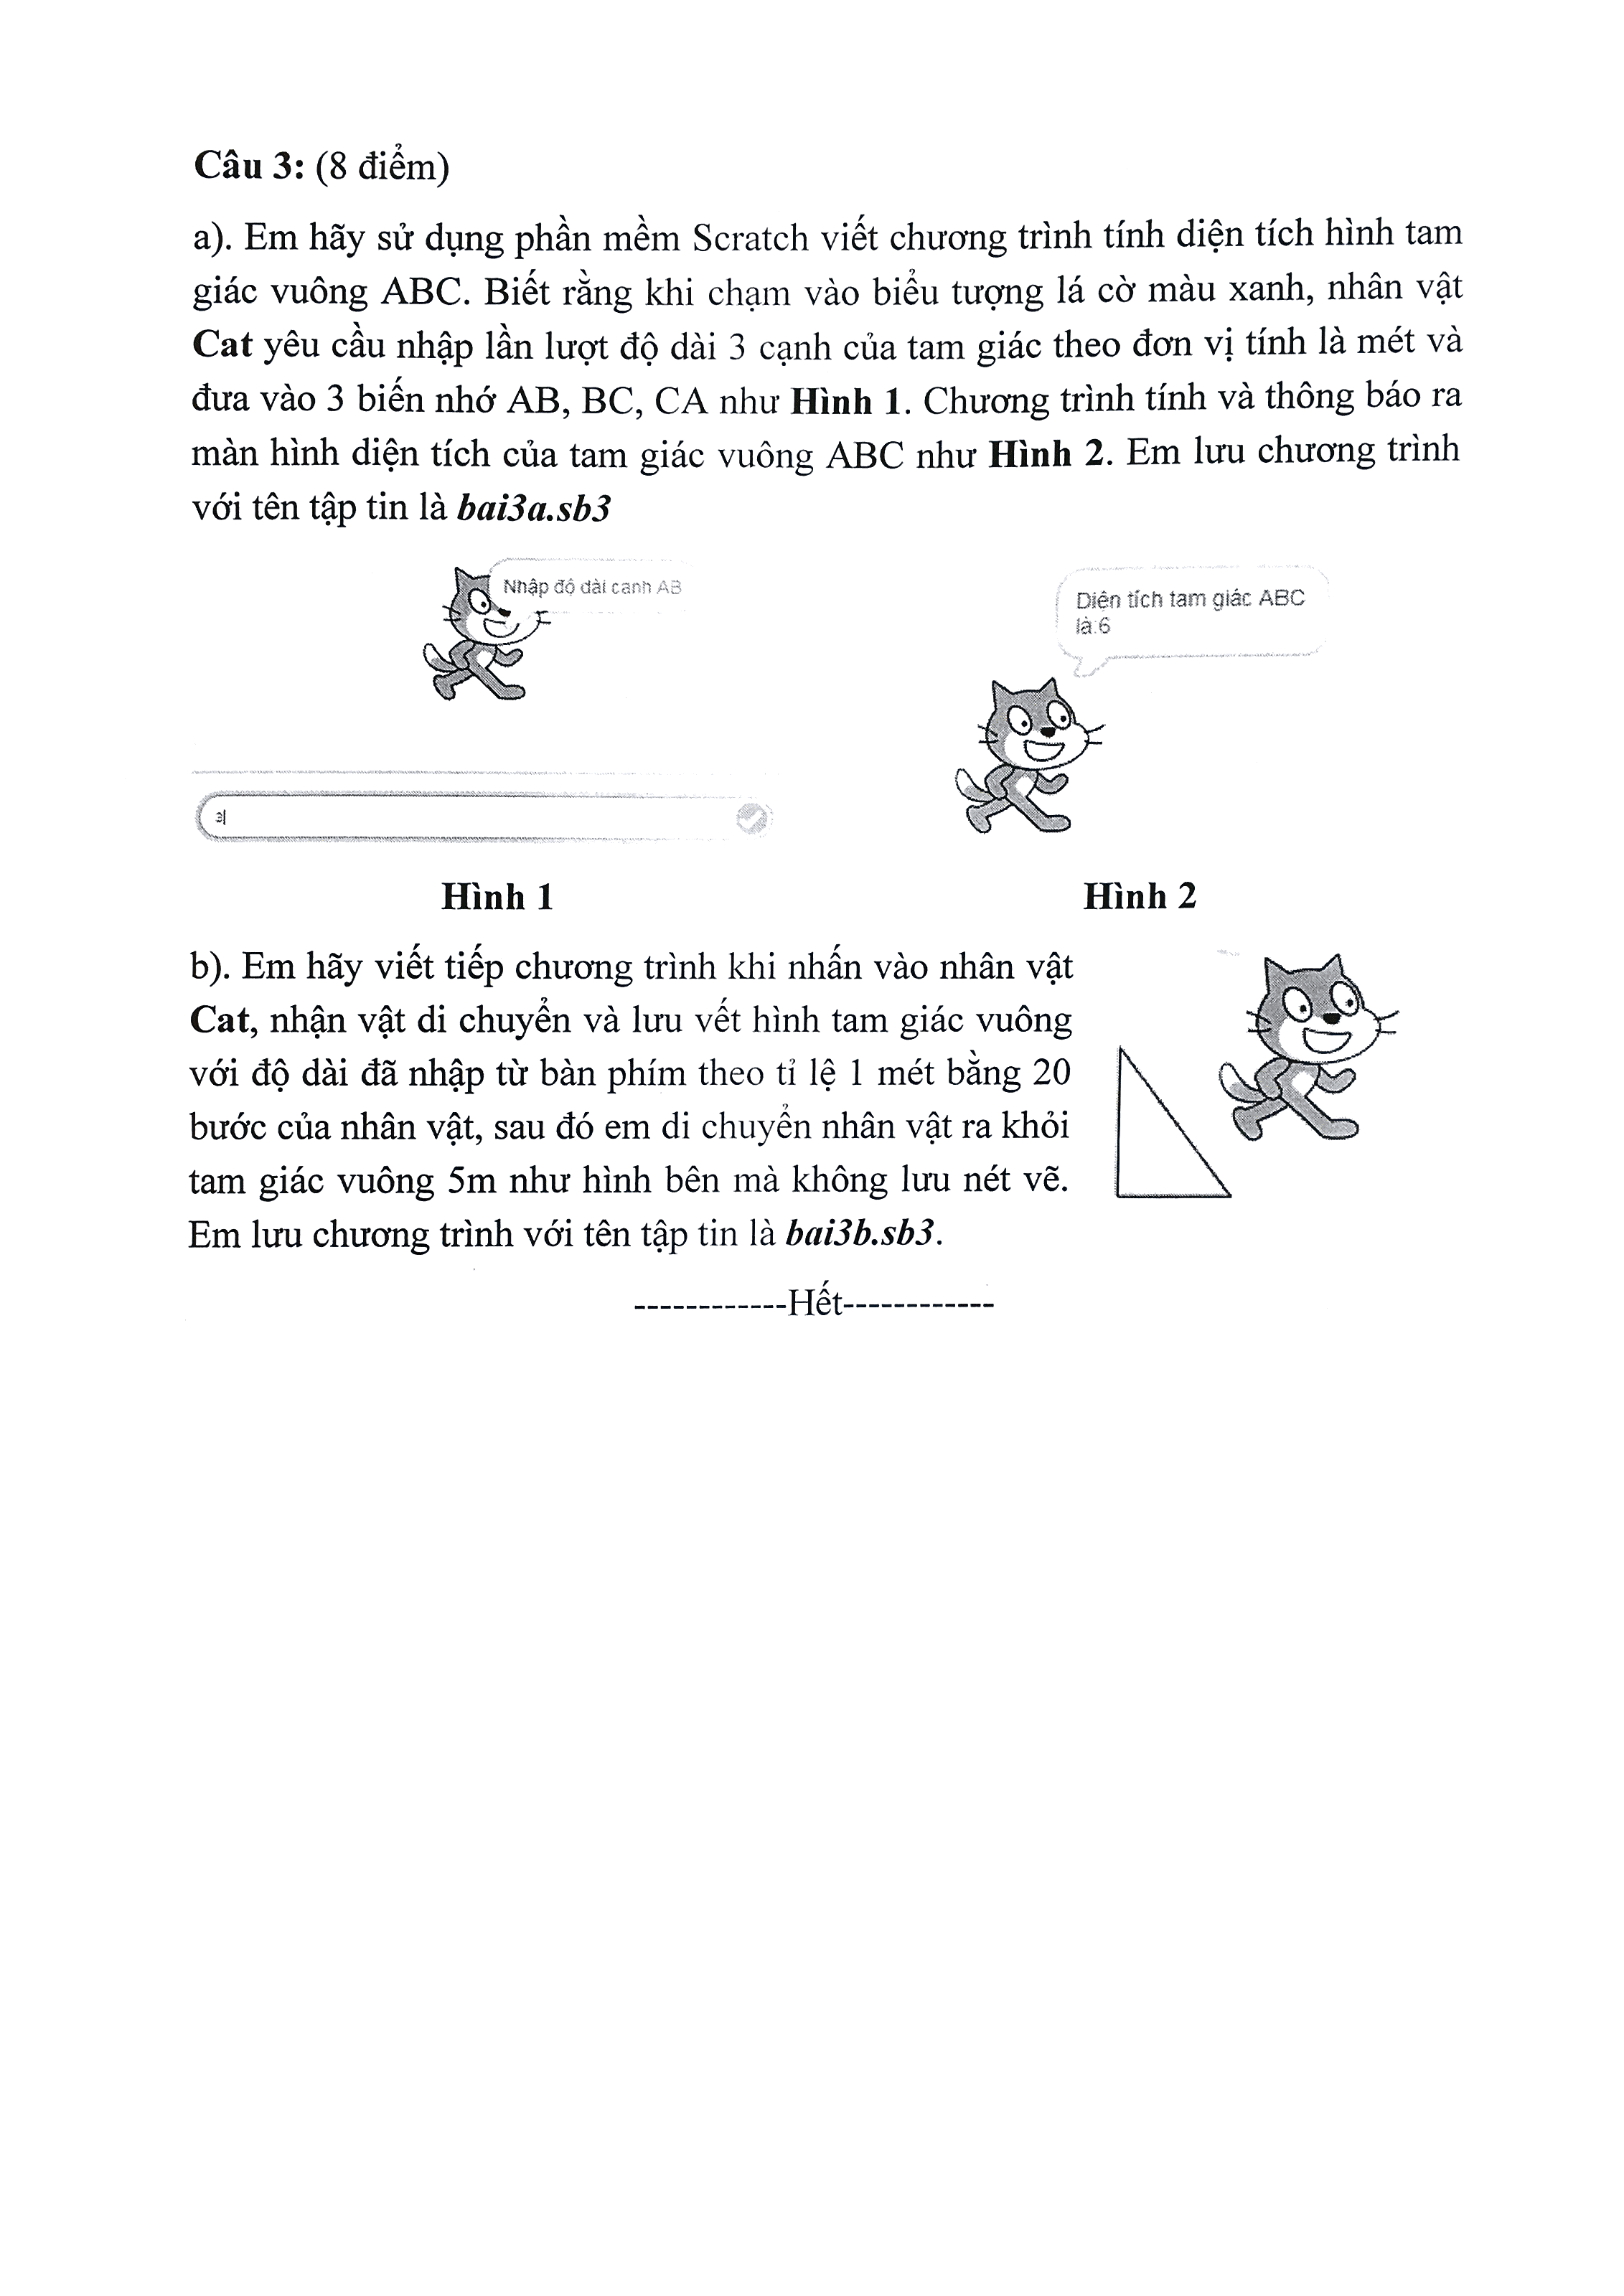 Câu 3: (8 điểm)
a). Em hãy sử dụng phần mềm Scratch viết chương trình tính diện tích hình tam
giác vuông ABC. Biết rằng khi chạm vào biểu tượng lá cờ màu xanh, nhân vật
Cat yêu cầu nhập lần lượt độ dài 3 cạnh của tam giác theo đơn vị tính là mét và
đưa vào 3 biến nhớ AB, BC, CA như Hình 1. Chương trình tính và thông báo ra
màn hình diện tích của tam giác vuông ABC như Hình 2. Em lưu chương trình
với tên tập tin là bai3a.sb3
Nhập độ dài cạnh AB
Diện tích tam giác ABC
là:6
3
Hình 1
Hình 2
b). Em hãy viết tiếp chương trình khi nhấn vào nhân vật
Cat, nhận vật di chuyển và lưu vết hình tam giác vuông
với độ dài đã nhập từ bàn phím theo tỉ lệ 1 mét bằng 20
bước của nhân vật, sau đó em di chuyển nhân vật ra khỏi
tam giác vuông 5m như hình bên mà không lưu nét vẽ.
Em lưu chương trình với tên tập tin là bai3b.sb3.
------------Hết------------